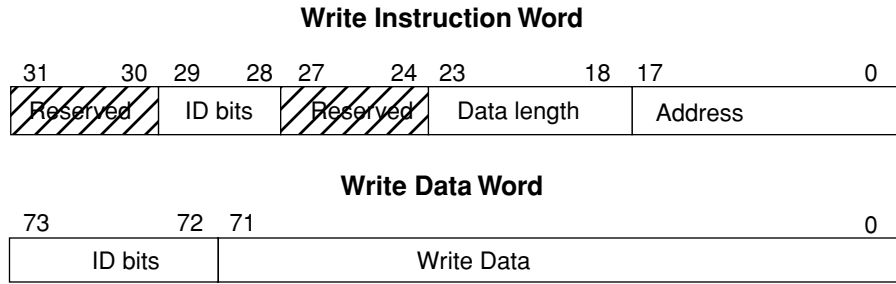 Write Instruction Word
31 30 29 28 27 24 23 18 17 0
Reserved ID bits Reserved Data length Address
Write Data Word
73 72 71 0
ID bits Write Data